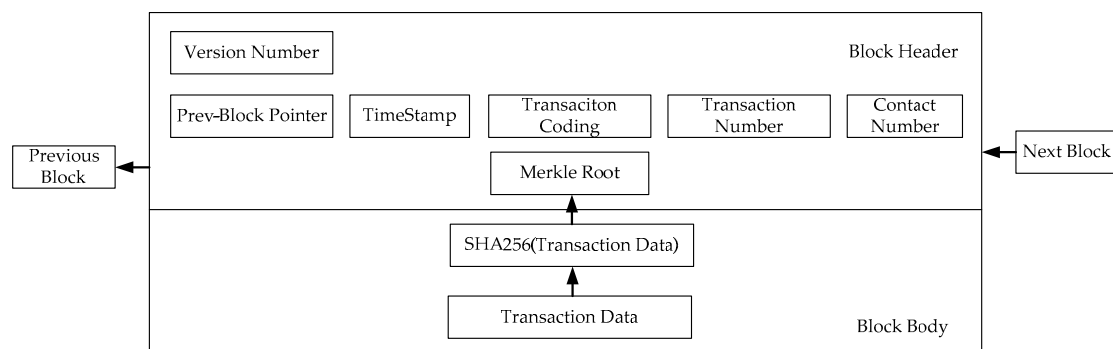 Version Number
Block Header
Prev-Block Pointer
TimeStamp
Transaciton
Coding
Transaction
Number
Contact
Number
Previous
Block
Next Block
Merkle Root
SHA256(Transaction Data)
Transaction Data
Block Body